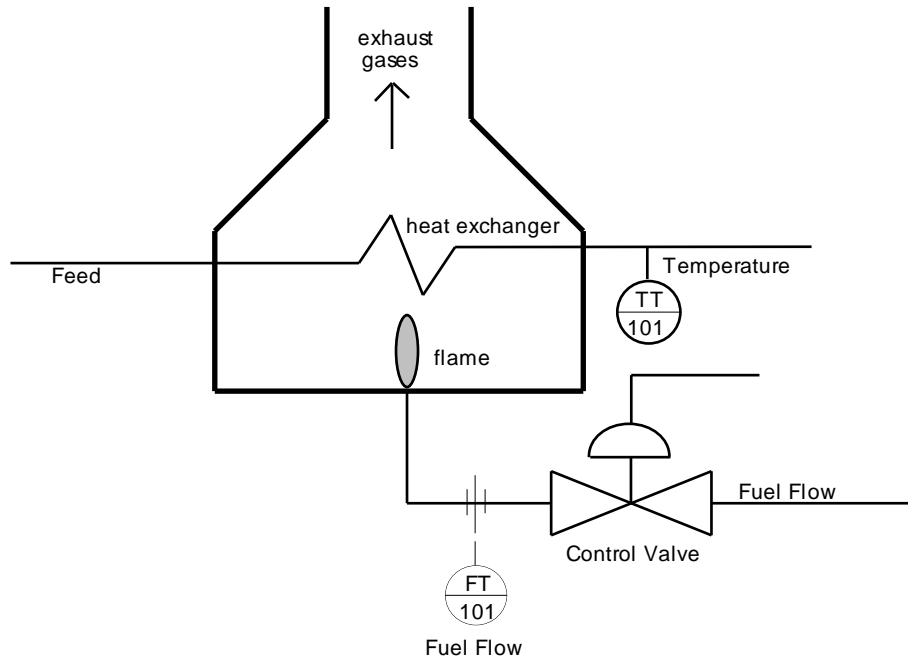 exhaust
gases
heat exchanger
Feed
Temperature
TT
101
flame
Fuel Flow
Control Valve
FT
101
Fuel Flow